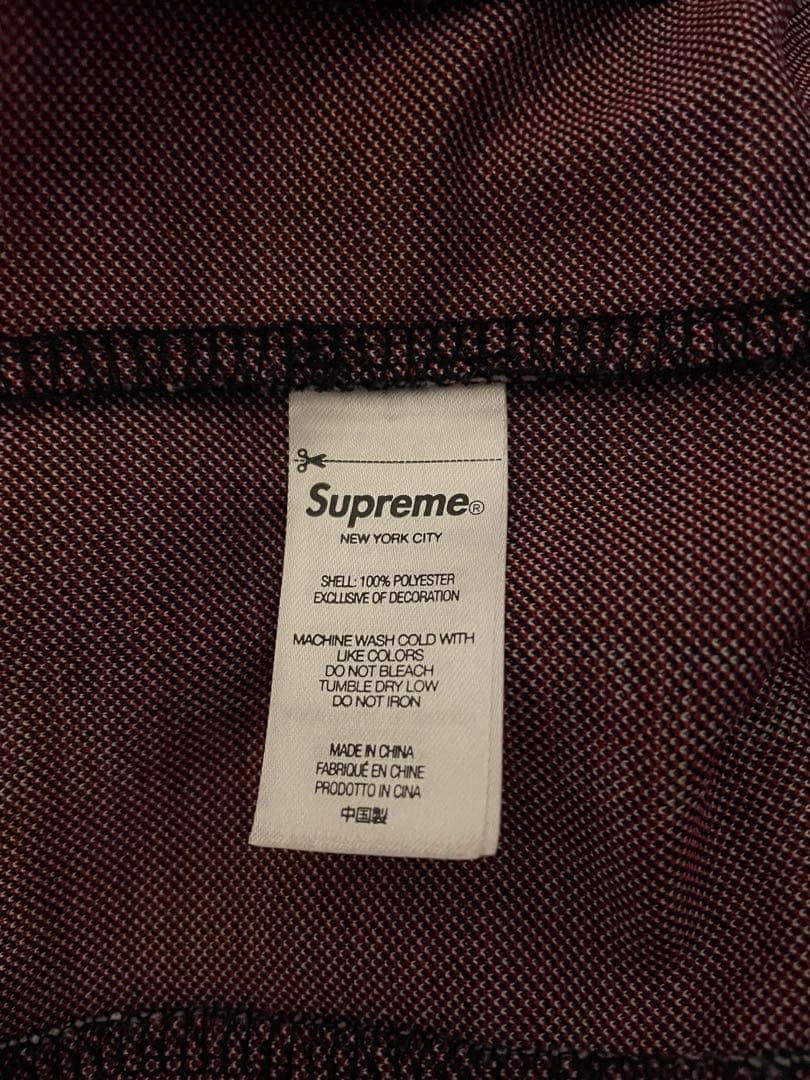 Supreme®
NEW YORK CITY
SHELL: 100% POLYESTER
EXCLUSIVE OF DECORATION
MACHINE WASH COLD WITH
LIKE COLORS
DO NOT BLEACH
TUMBLE DRY LOW
DO NOT IRON
MADE IN CHINA
FABRIQUÉ EN CHINE
PRODOTTO IN CINA
中国製